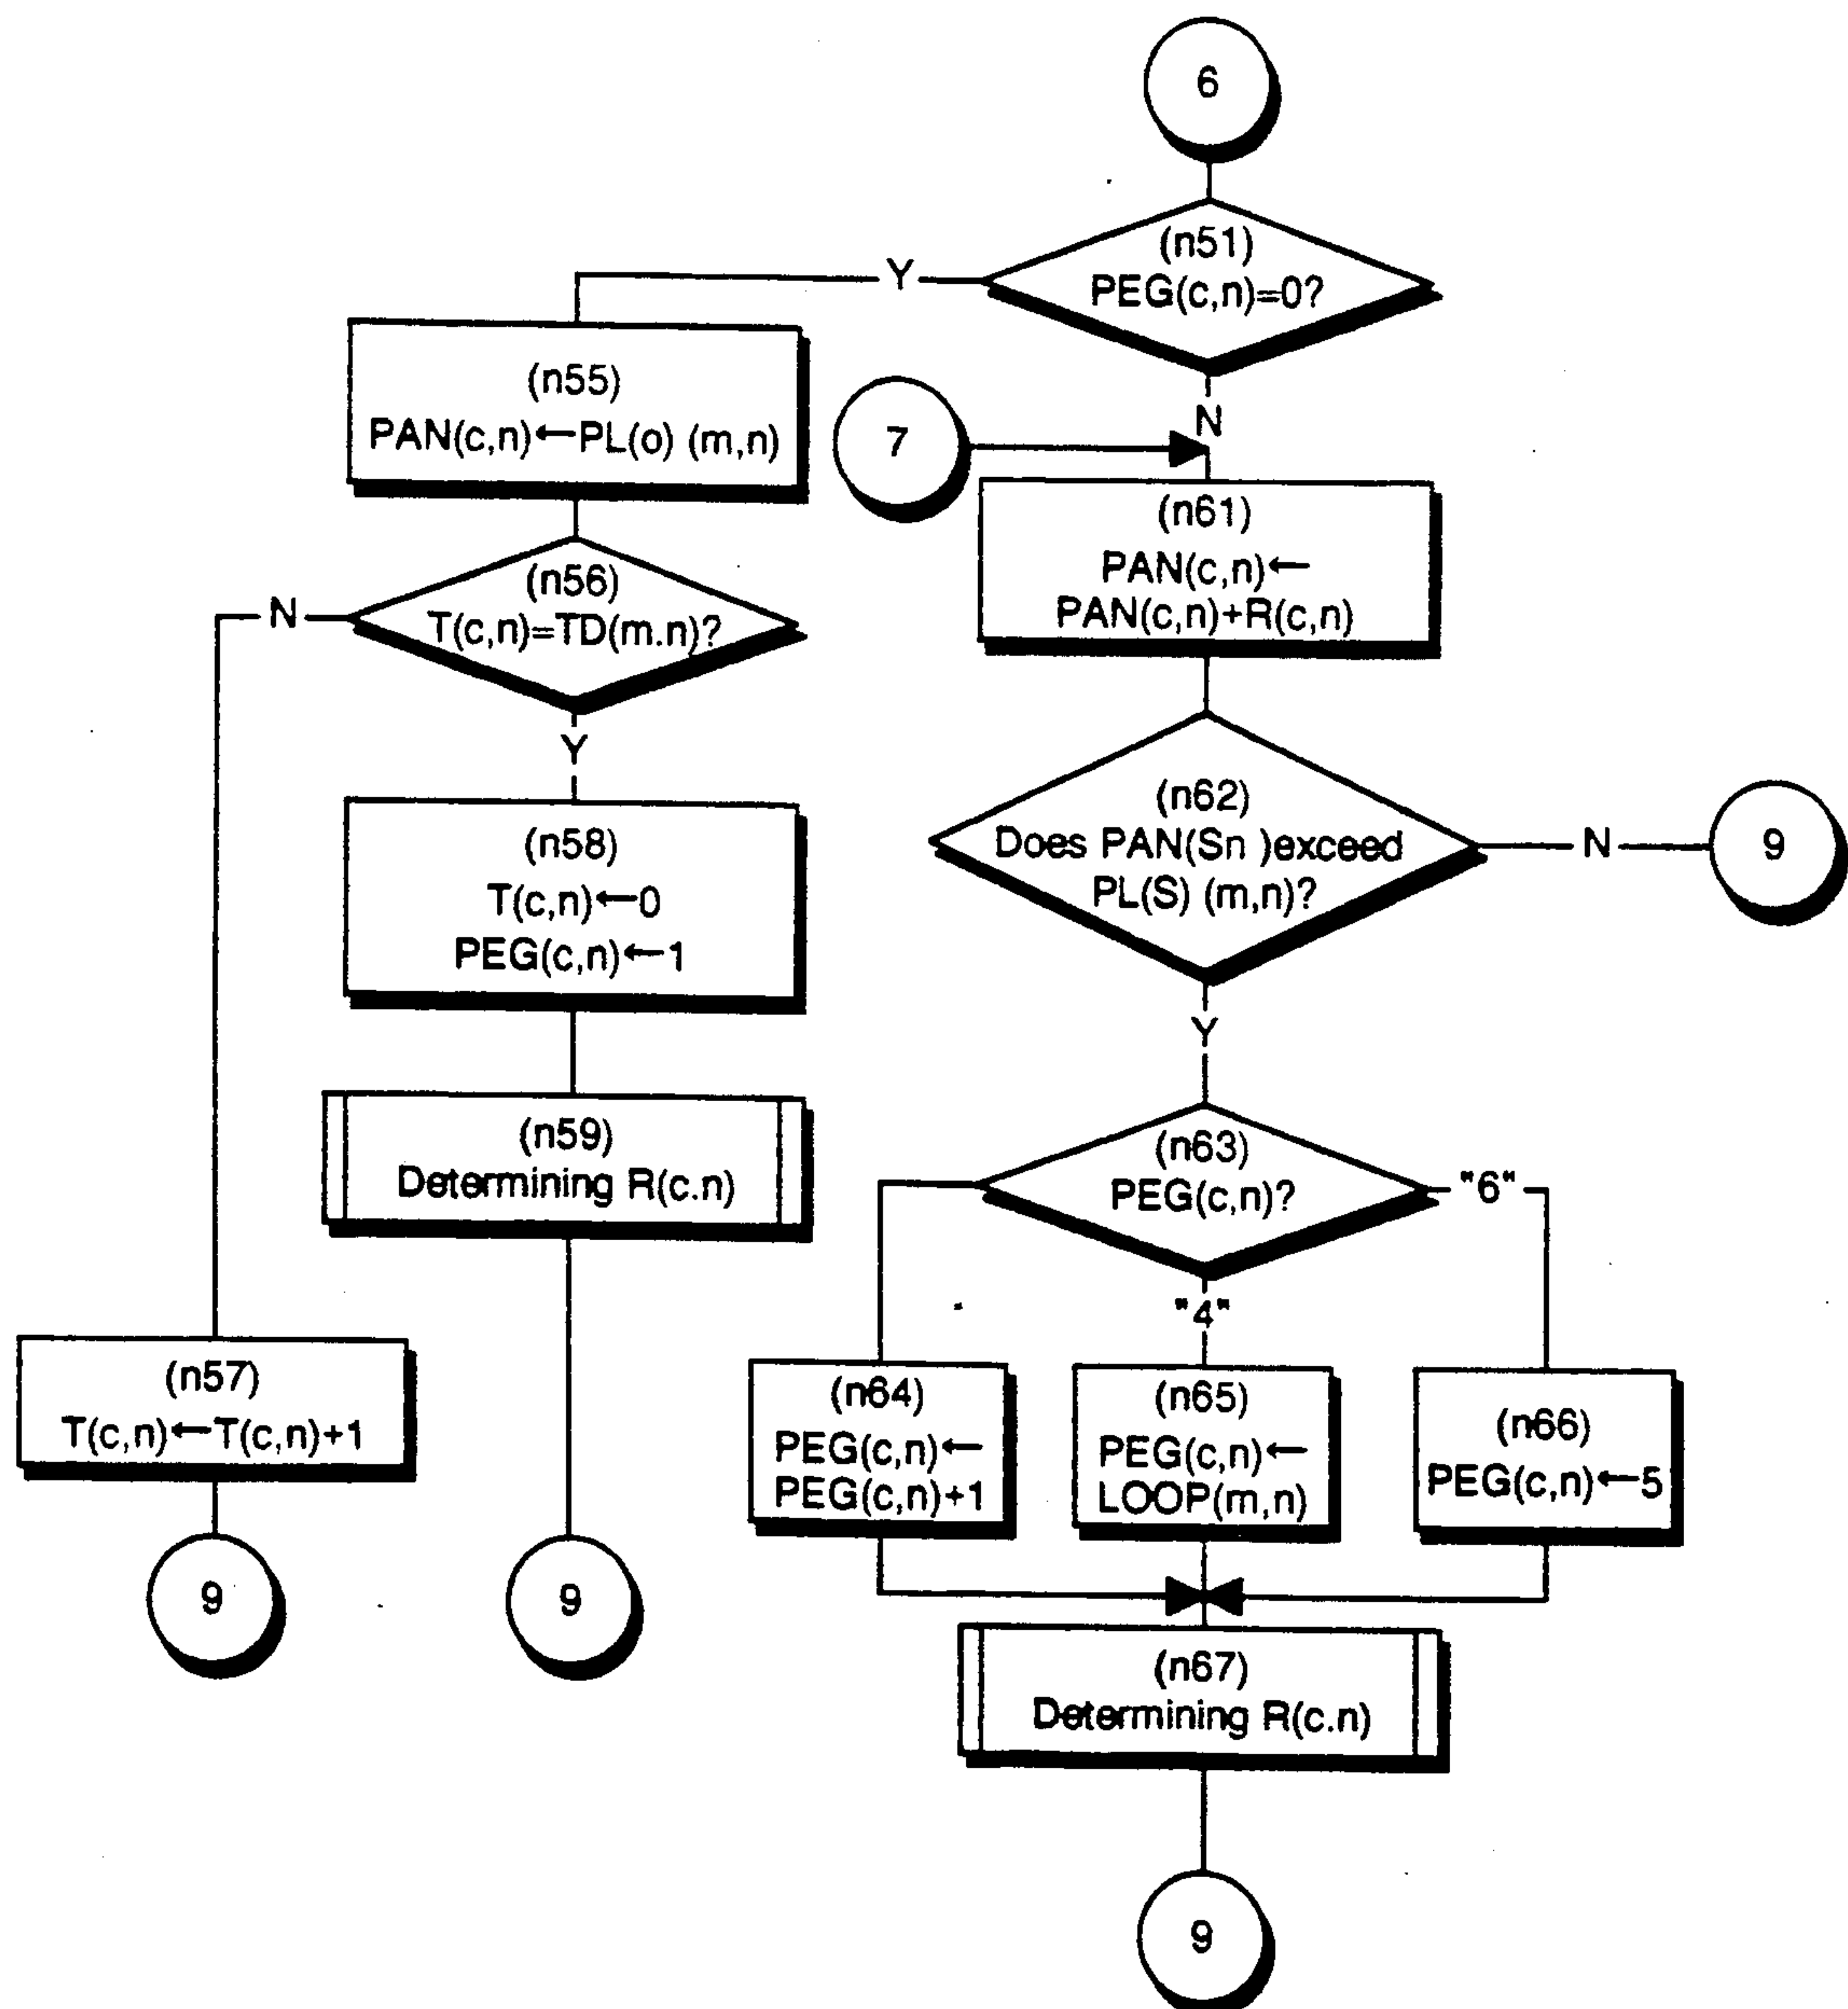 6
(n51)
PEG(c,n)=0?
Y
N
(n55)
PAN(c,n)←PL(o) (m,n)
7
(n61)
PAN(c,n)←
PAN(c,n)+R(c,n)
(n56)
T(c,n)=TD(m.n)?
N
Y
(n62)
Does PAN(Sn )exceed
PL(S) (m,n)?
N
9
Y
(n58)
T(c,n)←0
PEG(c,n)←1
(n59)
Determining R(c.n)
(n63)
PEG(c,n)?
"6"
"4"
(n57)
T(c,n)←T(c,n)+1
(n64)
PEG(c,n)←
PEG(c,n)+1
(n65)
PEG(c,n)←
LOOP(m,n)
(n66)
PEG(c,n)←5
9
9
(n67)
Determining R(c.n)
9